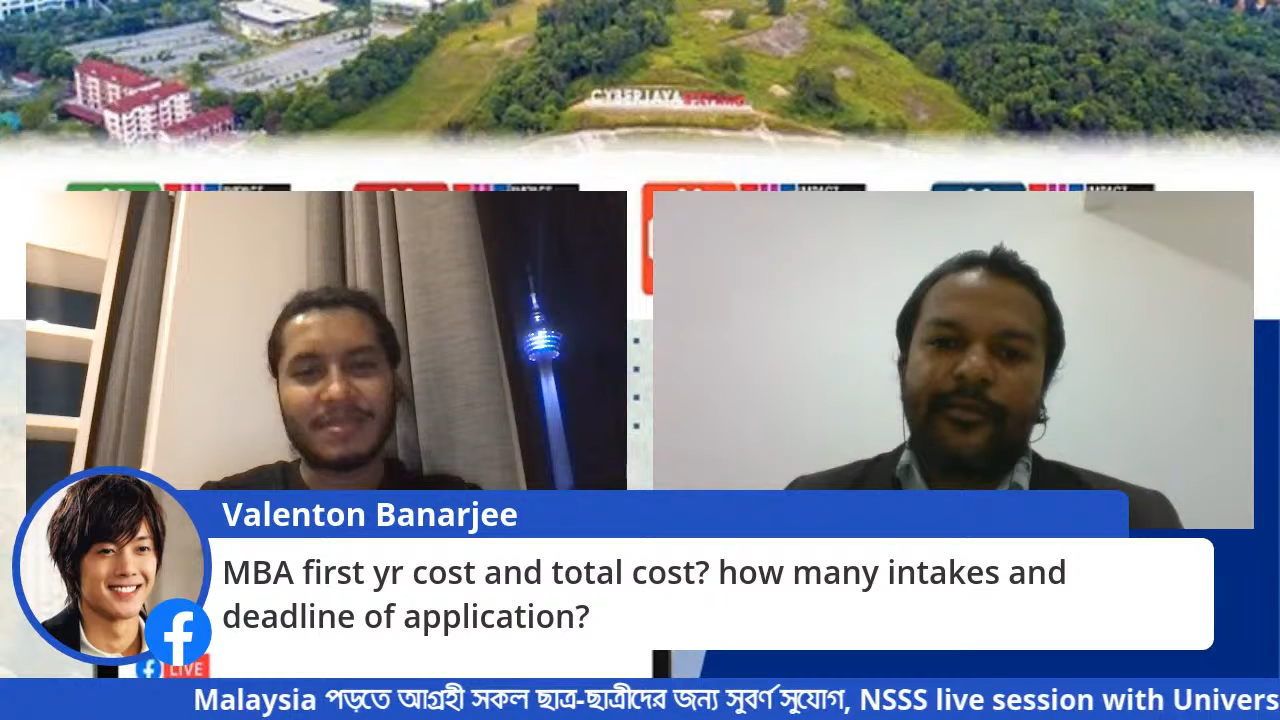 CYBERJAYA
Valenton Banarjee
MBA first yr cost and total cost? how many intakes and
deadline of application?
LIVE
Malaysia পড়তে আগ্রহী সকল ছাত্র-ছাত্রীদের জন্য সুবর্ণ সুযোগ, NSSS live session with Univers